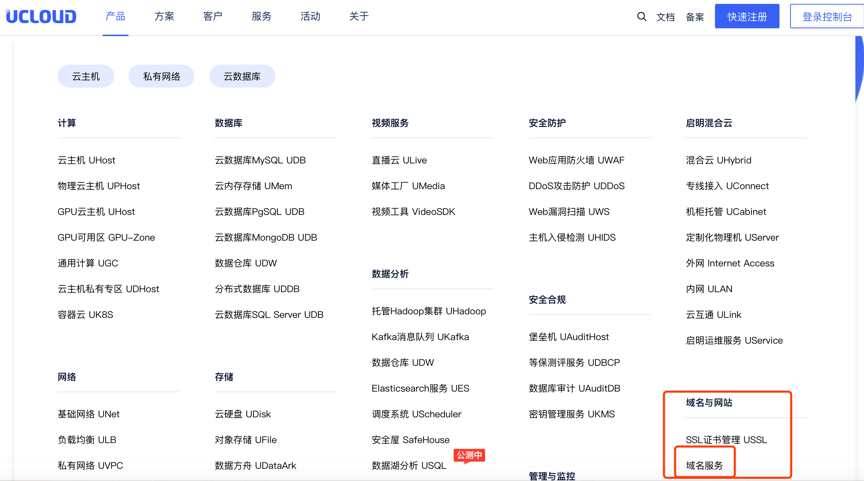 UCLOUD 产品 方案 客户 服务 活动 关于 文档 备案 快速注册 登录控制台
云主机 私有网络 云数据库
计算
云主机 UHost
物理云主机 UPHost
GPU云主机 UHost
GPU可用区 GPU-Zone
通用计算 UGC
云主机私有专区 UDHost
容器云 UK8S
网络
基础网络 UNet
负载均衡 ULB
私有网络 UVPC
数据库
云数据库MySQL UDB
云内存存储 UMem
云数据库PgSQL UDB
云数据库MongoDB UDB
数据仓库 UDW
分布式数据库 UDDB
云数据库SQL Server UDB
存储
云硬盘 UDisk
对象存储 UFile
数据方舟 UDataArk
视频服务
直播云 ULive
媒体工厂 UMedia
视频工具 VideoSDK
数据分析
托管Hadoop集群 UHadoop
Kafka消息队列 UKafka
数据仓库 UDW
Elasticsearch服务 UES
调度系统 UScheduler
安全屋 SafeHouse
数据湖分析 USQL 公测中
安全防护
Web应用防火墙 UWAF
DDoS攻击防护 UDDoS
Web漏洞扫描 UWS
主机入侵检测 UHIDS
安全合规
堡垒机 UAuditHost
等保测评服务 UDBCP
数据库审计 UAuditDB
密钥管理服务 UKMS
管理与监控
启明混合云
混合云 UHybrid
专线接入 UConnect
机柜托管 UCabinet
定制化物理机 UServer
外网 Internet Access
内网 ULAN
云互通 ULink
启明运维服务 UService
域名与网站
SSL证书管理 USSL
域名服务